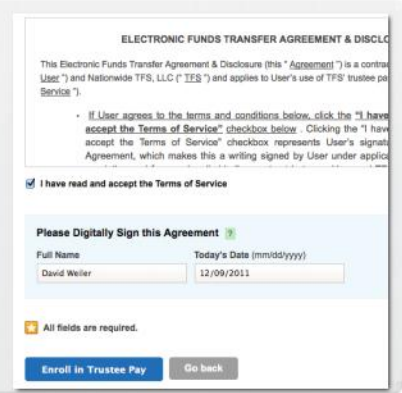 ELECTRONIC FUNDS TRANSFER AGREEMENT & DISCLO
This Electronic Funds Transfer Agreement & Disclosure (this " Agreement ") is a contrac
User ") and Nationwide TFS, LLC (" TFS ") and applies to User's use of TFS' trustee pa
Service ").
• If User agrees to the terms and conditions below, click the "I have
accept the Terms of Service" checkbox below . Clicking the "I hav
accept the Terms of Service" checkbox represents User's signat
Agreement, which makes this a writing signed by User under applica
I have read and accept the Terms of Service
Please Digitally Sign this Agreement ?
Full Name Today's Date (mm/dd/yyyy)
David Weiler 12/09/2011
All fields are required.
Enroll in Trustee Pay Go back